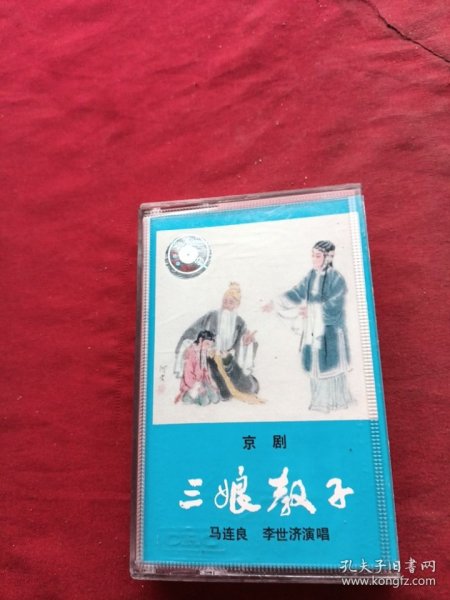 京剧
三娘教子
马连良 李世济演唱
孔夫子旧书网
www.kongfz.com